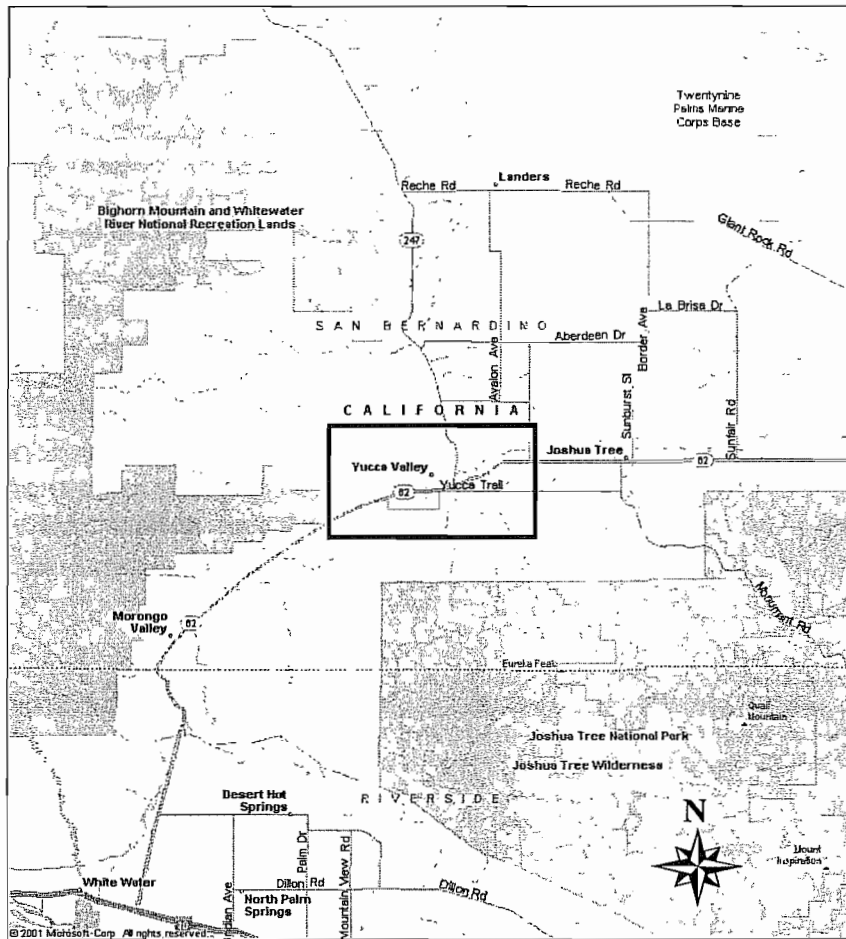 Twentynine
Palms Marine
Corps Base
Landers
Reche Rd
Reche Rd
Bighorn Mountain and Whitewater
River National Recreation Lands
Giant Rock Rd
247
La Brisa Dr
SAN BERNARDINO
Aberdeen Dr
Border Ave
Avalon Ave
Sunburst St
Sunfair Rd
CALIFORNIA
Joshua Tree
62
Yucca Valley
Yucca Trail
62
Monument Rd
Morongo
Valley
62
Eureka Peak
Quail
Mountain
Joshua Tree National Park
Joshua Tree Wilderness
Desert Hot
Springs
RIVERSIDE
N
Palm Dr
Mountain View Rd
Mount
Inspiration
White Water
Dillon Rd
Dillon Rd
North Palm
Springs
Indian Ave
© 2001 Microsoft Corp All rights reserved.